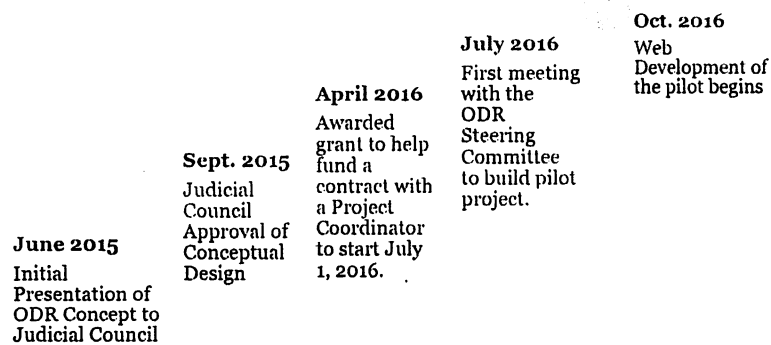 June 2015
Initial
Presentation of
ODR Concept to
Judicial Council
Sept. 2015
Judicial
Council
Approval of
Conceptual
Design
April 2016
Awarded
grant to help
fund a
contract with
a Project
Coordinator
to start July
1, 2016.
July 2016
First meeting
with the
ODR
Steering
Committee
to build pilot
project.
Oct. 2016
Web
Development of
the pilot begins